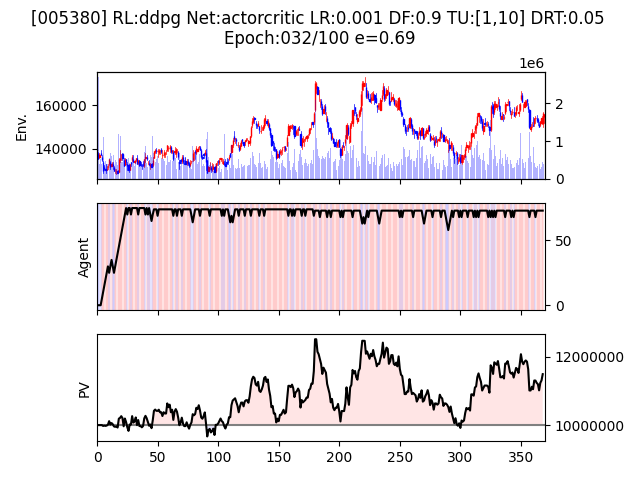 [005380] RL:ddpg Net:actorcritic LR:0.001 DF:0.9 TU:[1,10] DRT:0.05
Epoch:032/100 e=0.69
1e6
Env.
160000
140000
2
1
0
Agent
50
0
PV
12000000
10000000
0 50 100 150 200 250 300 350